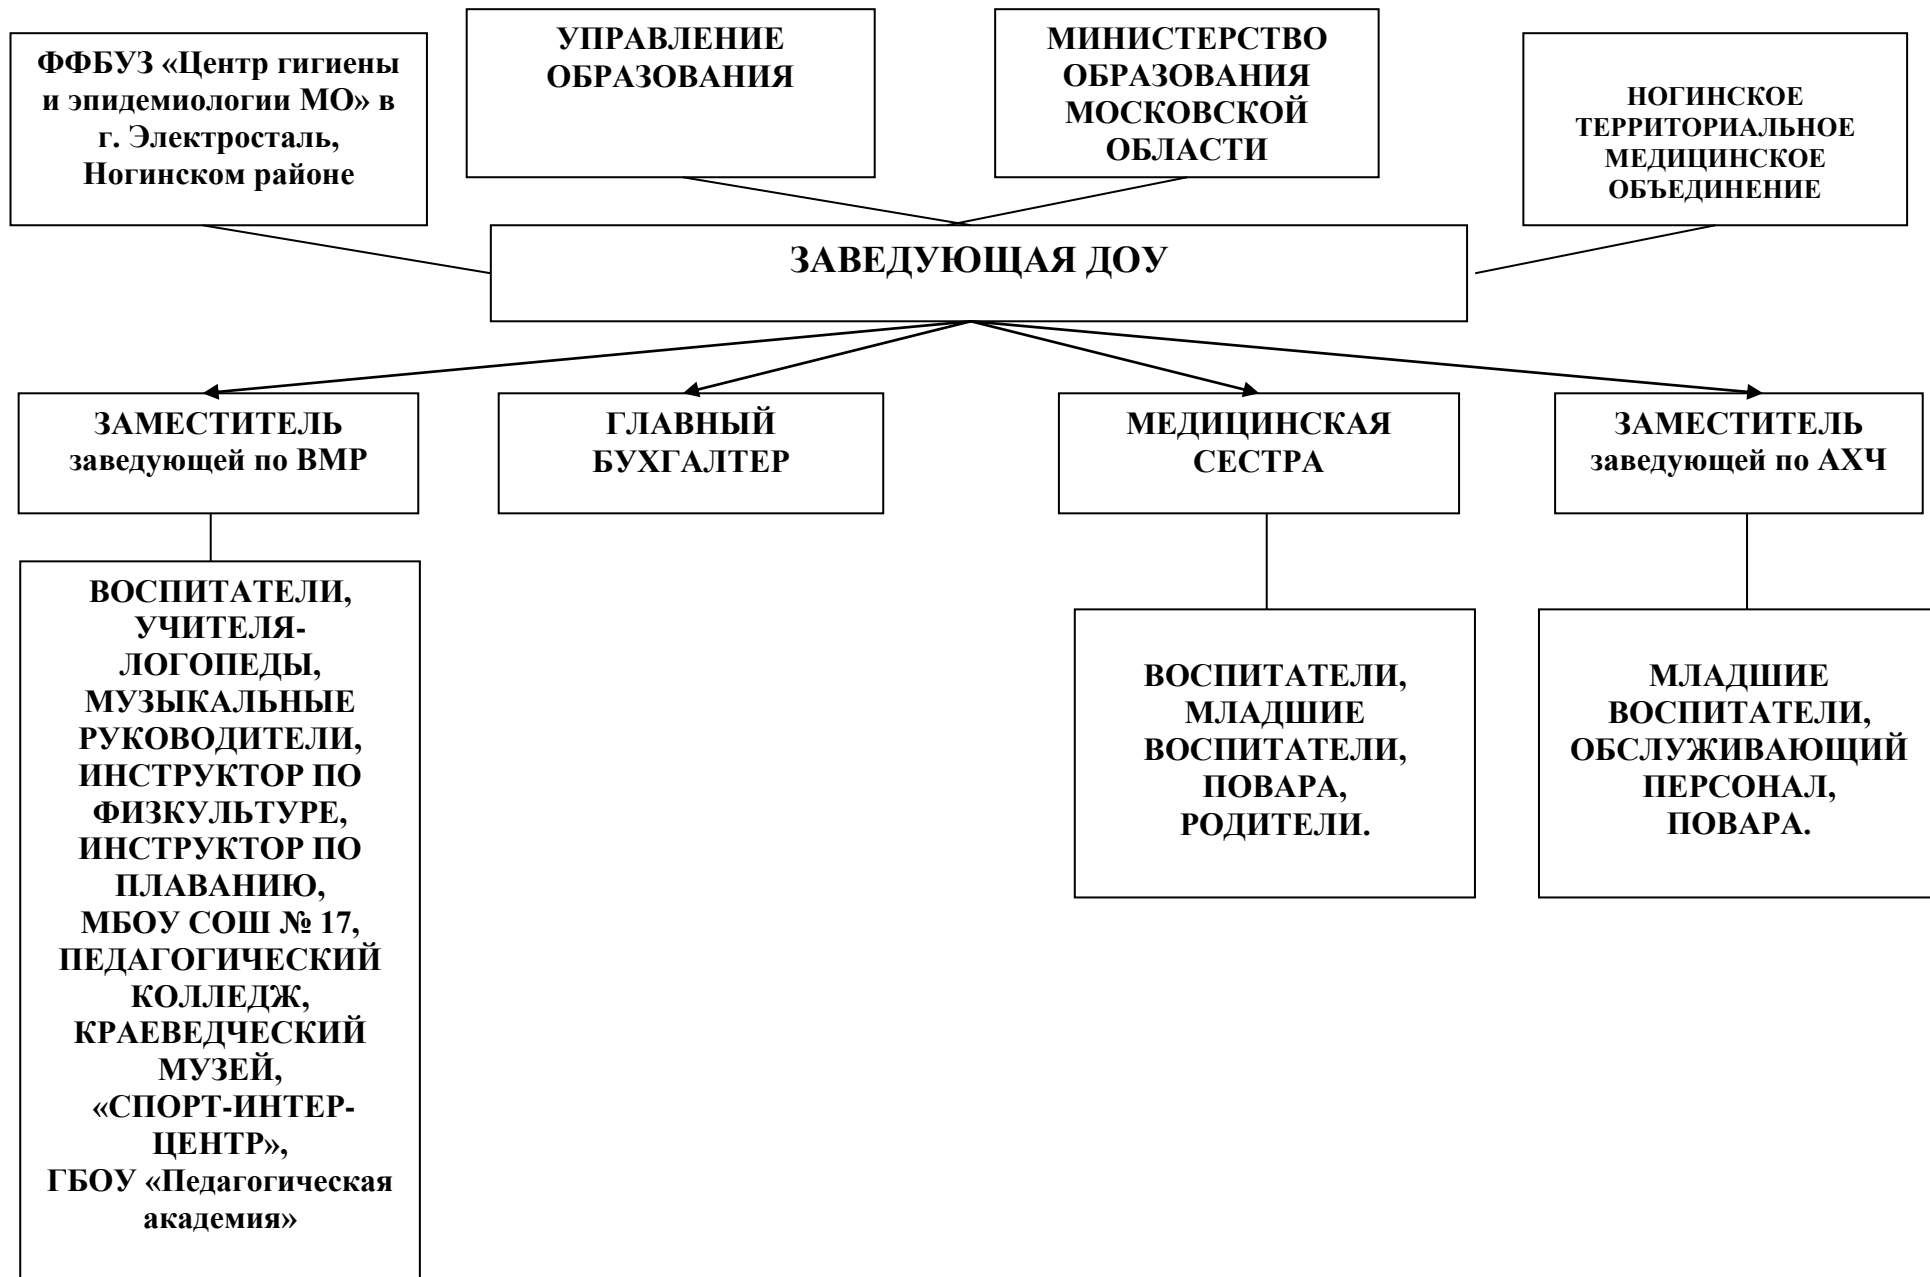 ФФБУЗ «Центр гигиены
и эпидемиологии МО» в
г. Электросталь,
Ногинском районе
УПРАВЛЕНИЕ
ОБРАЗОВАНИЯ
МИНИСТЕРСТВО
ОБРАЗОВАНИЯ
МОСКОВСКОЙ
ОБЛАСТИ
НОГИНСКОЕ
ТЕРРИТОРИАЛЬНОЕ
МЕДИЦИНСКОЕ
ОБЪЕДИНЕНИЕ
ЗАВЕДУЮЩАЯ ДОУ
ЗАМЕСТИТЕЛЬ
заведующей по ВМР
ГЛАВНЫЙ
БУХГАЛТЕР
МЕДИЦИНСКАЯ
СЕСТРА
ЗАМЕСТИТЕЛЬ
заведующей по АХЧ
ВОСПИТАТЕЛИ,
УЧИТЕЛЯ-
ЛОГОПЕДЫ,
МУЗЫКАЛЬНЫЕ
РУКОВОДИТЕЛИ,
ИНСТРУКТОР ПО
ФИЗКУЛЬТУРЕ,
ИНСТРУКТОР ПО
ПЛАВАНИЮ,
МБОУ СОШ № 17,
ПЕДАГОГИЧЕСКИЙ
КОЛЛЕДЖ,
КРАЕВЕДЧЕСКИЙ
МУЗЕЙ,
«СПОРТ-ИНТЕР-
ЦЕНТР»,
ГБОУ «Педагогическая
академия»
ВОСПИТАТЕЛИ,
МЛАДШИЕ
ВОСПИТАТЕЛИ,
ПОВАРА,
РОДИТЕЛИ.
МЛАДШИЕ
ВОСПИТАТЕЛИ,
ОБСЛУЖИВАЮЩИЙ
ПЕРСОНАЛ,
ПОВАРА.